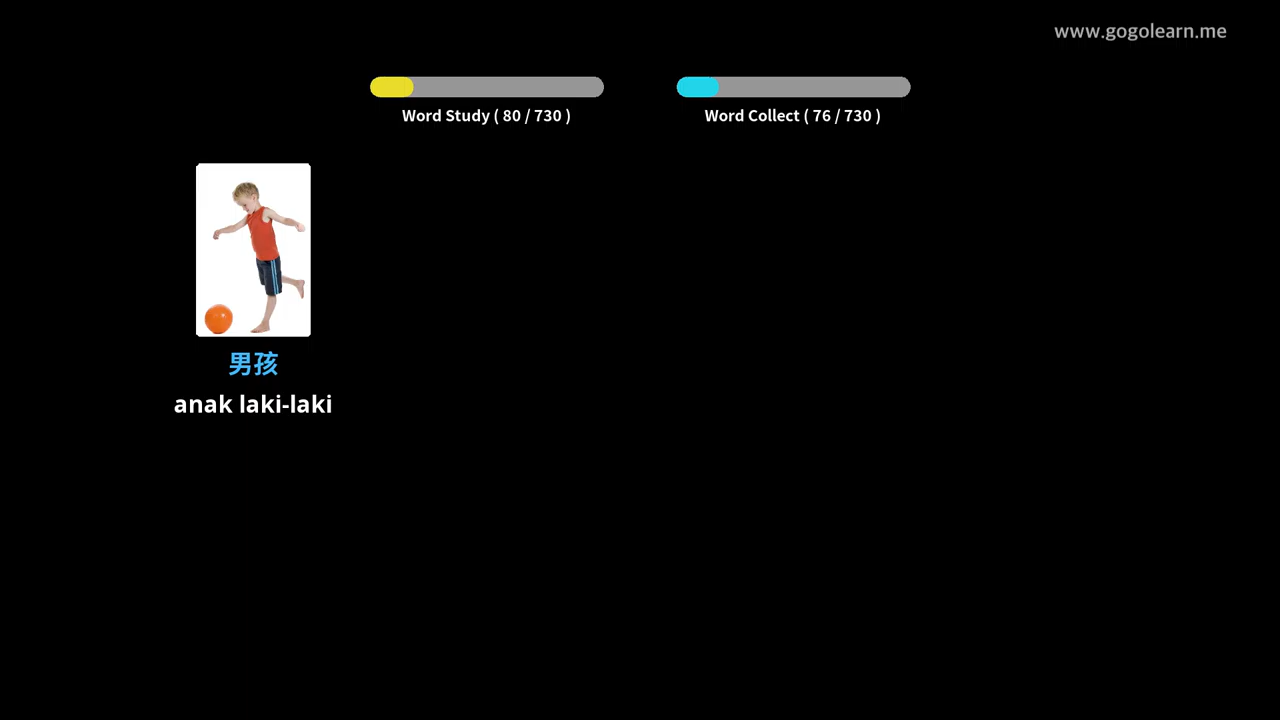 www.gogolearn.me
Word Study ( 80 / 730 )
Word Collect ( 76 / 730 )
男孩
anak laki-laki